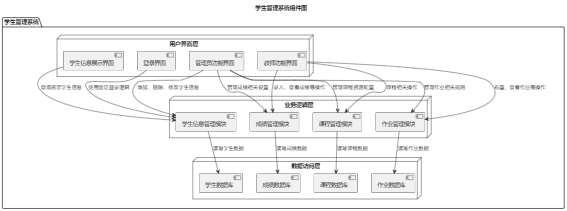 学生管理系统组件图
学生管理系统
用户界面层
学生信息展示界面
登录界面
管理员功能界面
教师功能界面
查询展示学生信息
使用验证登录逻辑
添加、删除、修改学生信息
管理成绩相关设置
录入、查看成绩等操作
管理课程资源配置
课程相关操作
管理作业相关规则
布置、查看作业等操作
业务逻辑层
学生信息管理模块
成绩管理模块
课程管理模块
作业管理模块
读写学生数据
读写成绩数据
读写课程数据
读写作业数据
数据访问层
学生数据库
成绩数据库
课程数据库
作业数据库